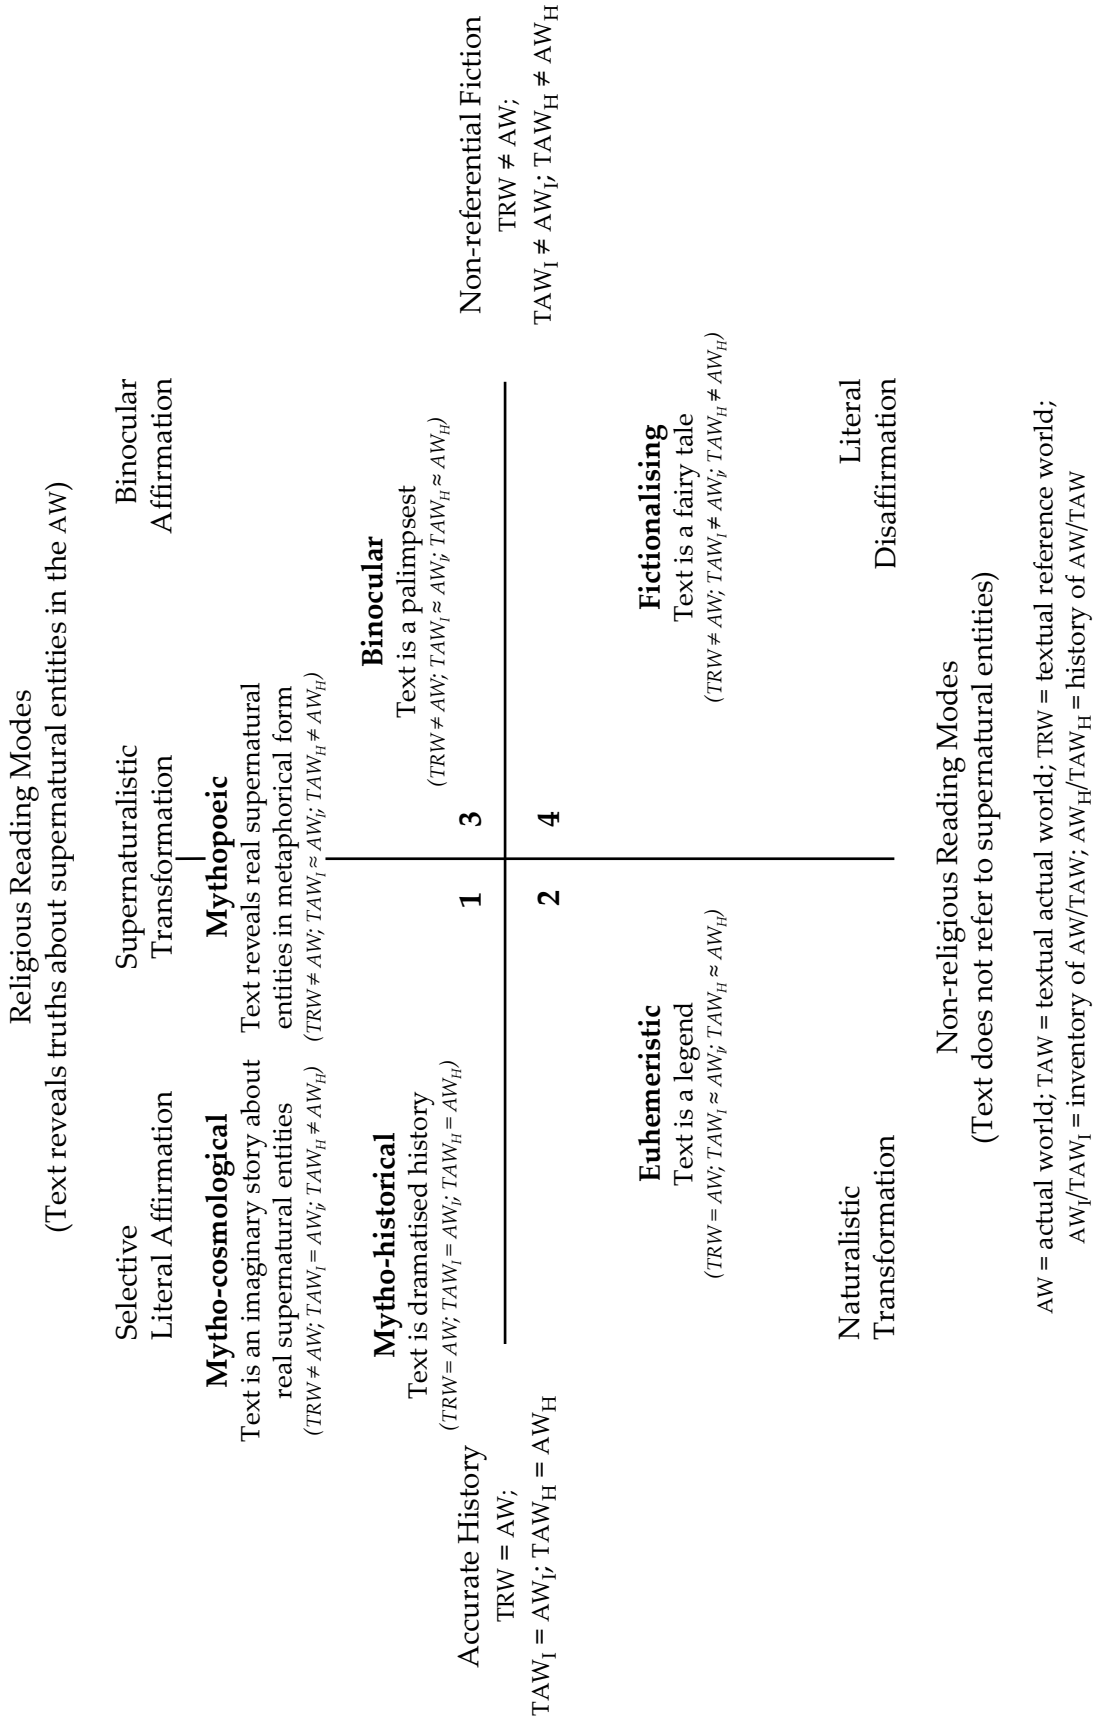 Religious Reading Modes
(Text reveals truths about supernatural entities in the AW)
Selective
Literal Affirmation
Supernaturalistic
Transformation
Binocular
Affirmation
Mytho-cosmological
Text is an imaginary story about
real supernatural entities
(TRW ≠ AW; TAW_I = AW_I; TAW_H ≠ AW_H)
Mythopoeic
Text reveals real supernatural
entities in metaphorical form
(TRW ≠ AW; TAW_I ≈ AW_I; TAW_H ≠ AW_H)
Mytho-historical
Text is dramatised history
(TRW = AW; TAW_I = AW_I; TAW_H = AW_H)
Binocular
Text is a palimpsest
(TRW ≠ AW; TAW_I ≈ AW_I; TAW_H ≈ AW_H)
Accurate History
TRW = AW;
TAW_I = AW_I; TAW_H = AW_H
1 3
2 4
Non-referential Fiction
TRW ≠ AW;
TAW_I ≠ AW_I; TAW_H ≠ AW_H
Euhemeristic
Text is a legend
(TRW = AW; TAW_I ≈ AW_I; TAW_H ≈ AW_H)
Fictionalising
Text is a fairy tale
(TRW ≠ AW; TAW_I ≠ AW_I; TAW_H ≠ AW_H)
Naturalistic
Transformation
Literal
Disaffirmation
Non-religious Reading Modes
(Text does not refer to supernatural entities)
AW = actual world; TAW = textual actual world; TRW = textual reference world;
AW_I/TAW_I = inventory of AW/TAW; AW_H/TAW_H = history of AW/TAW